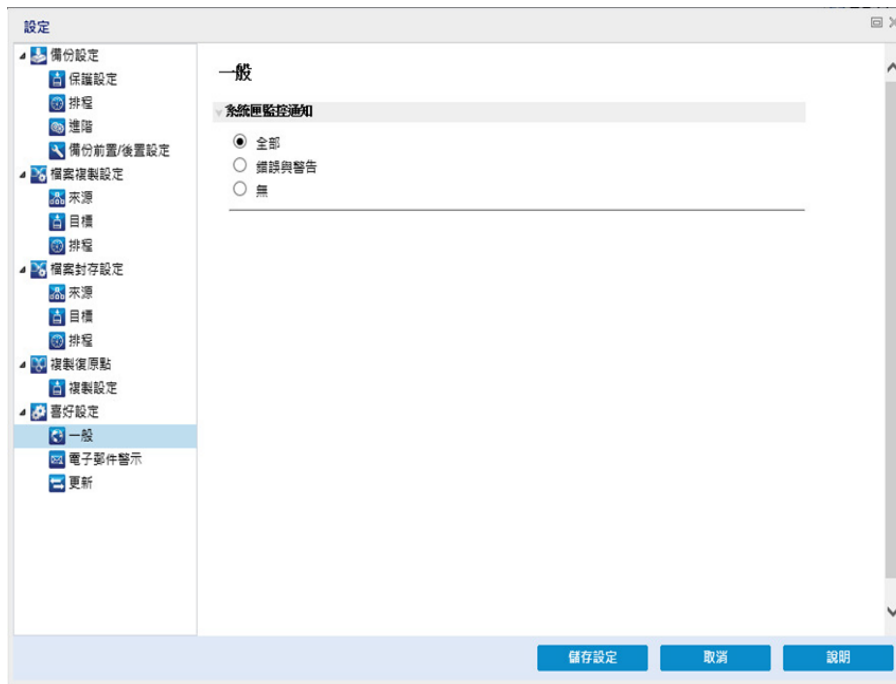 設定
備份設定
保護設定
排程
進階
備份前置/後置設定
檔案複製設定
來源
目標
排程
檔案封存設定
來源
目標
排程
複製復原點
複製設定
喜好設定
一般
電子郵件警示
更新
一般
系統匣監控通知
全部
錯誤與警告
無
儲存設定
取消
說明